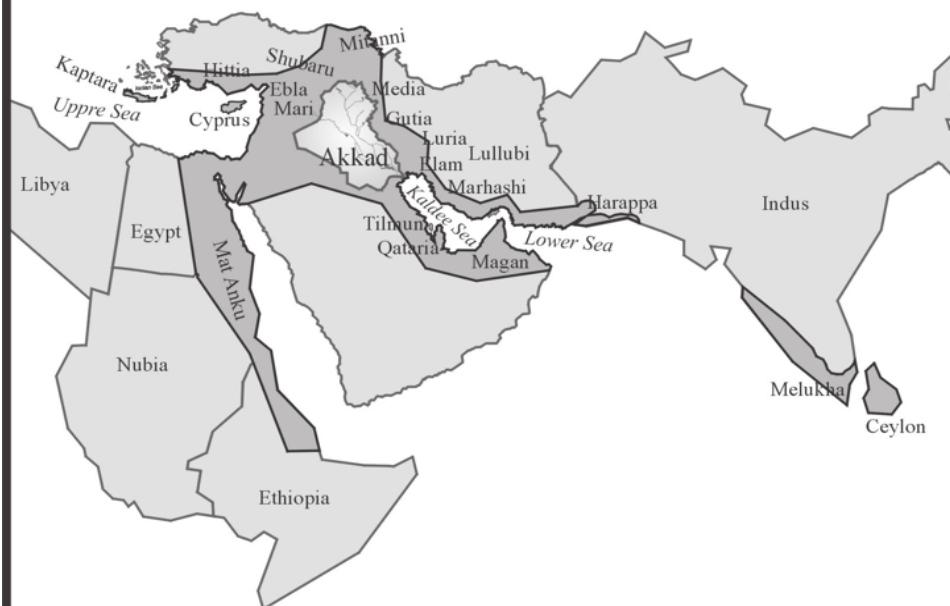 Mitanni
Shubaru
Hittia
Kaptara
Ebla
Media
Mari
Uppre Sea
Cyprus
Gutia
Luria
Akkad
Lullubi
Elam
Libya
Marhashi
Harappa
Indus
Kaldee Sea
Tilmun
Egypt
Lower Sea
Qataria
Magan
Mat Anku
Nubia
Melukha
Ceylon
Ethiopia